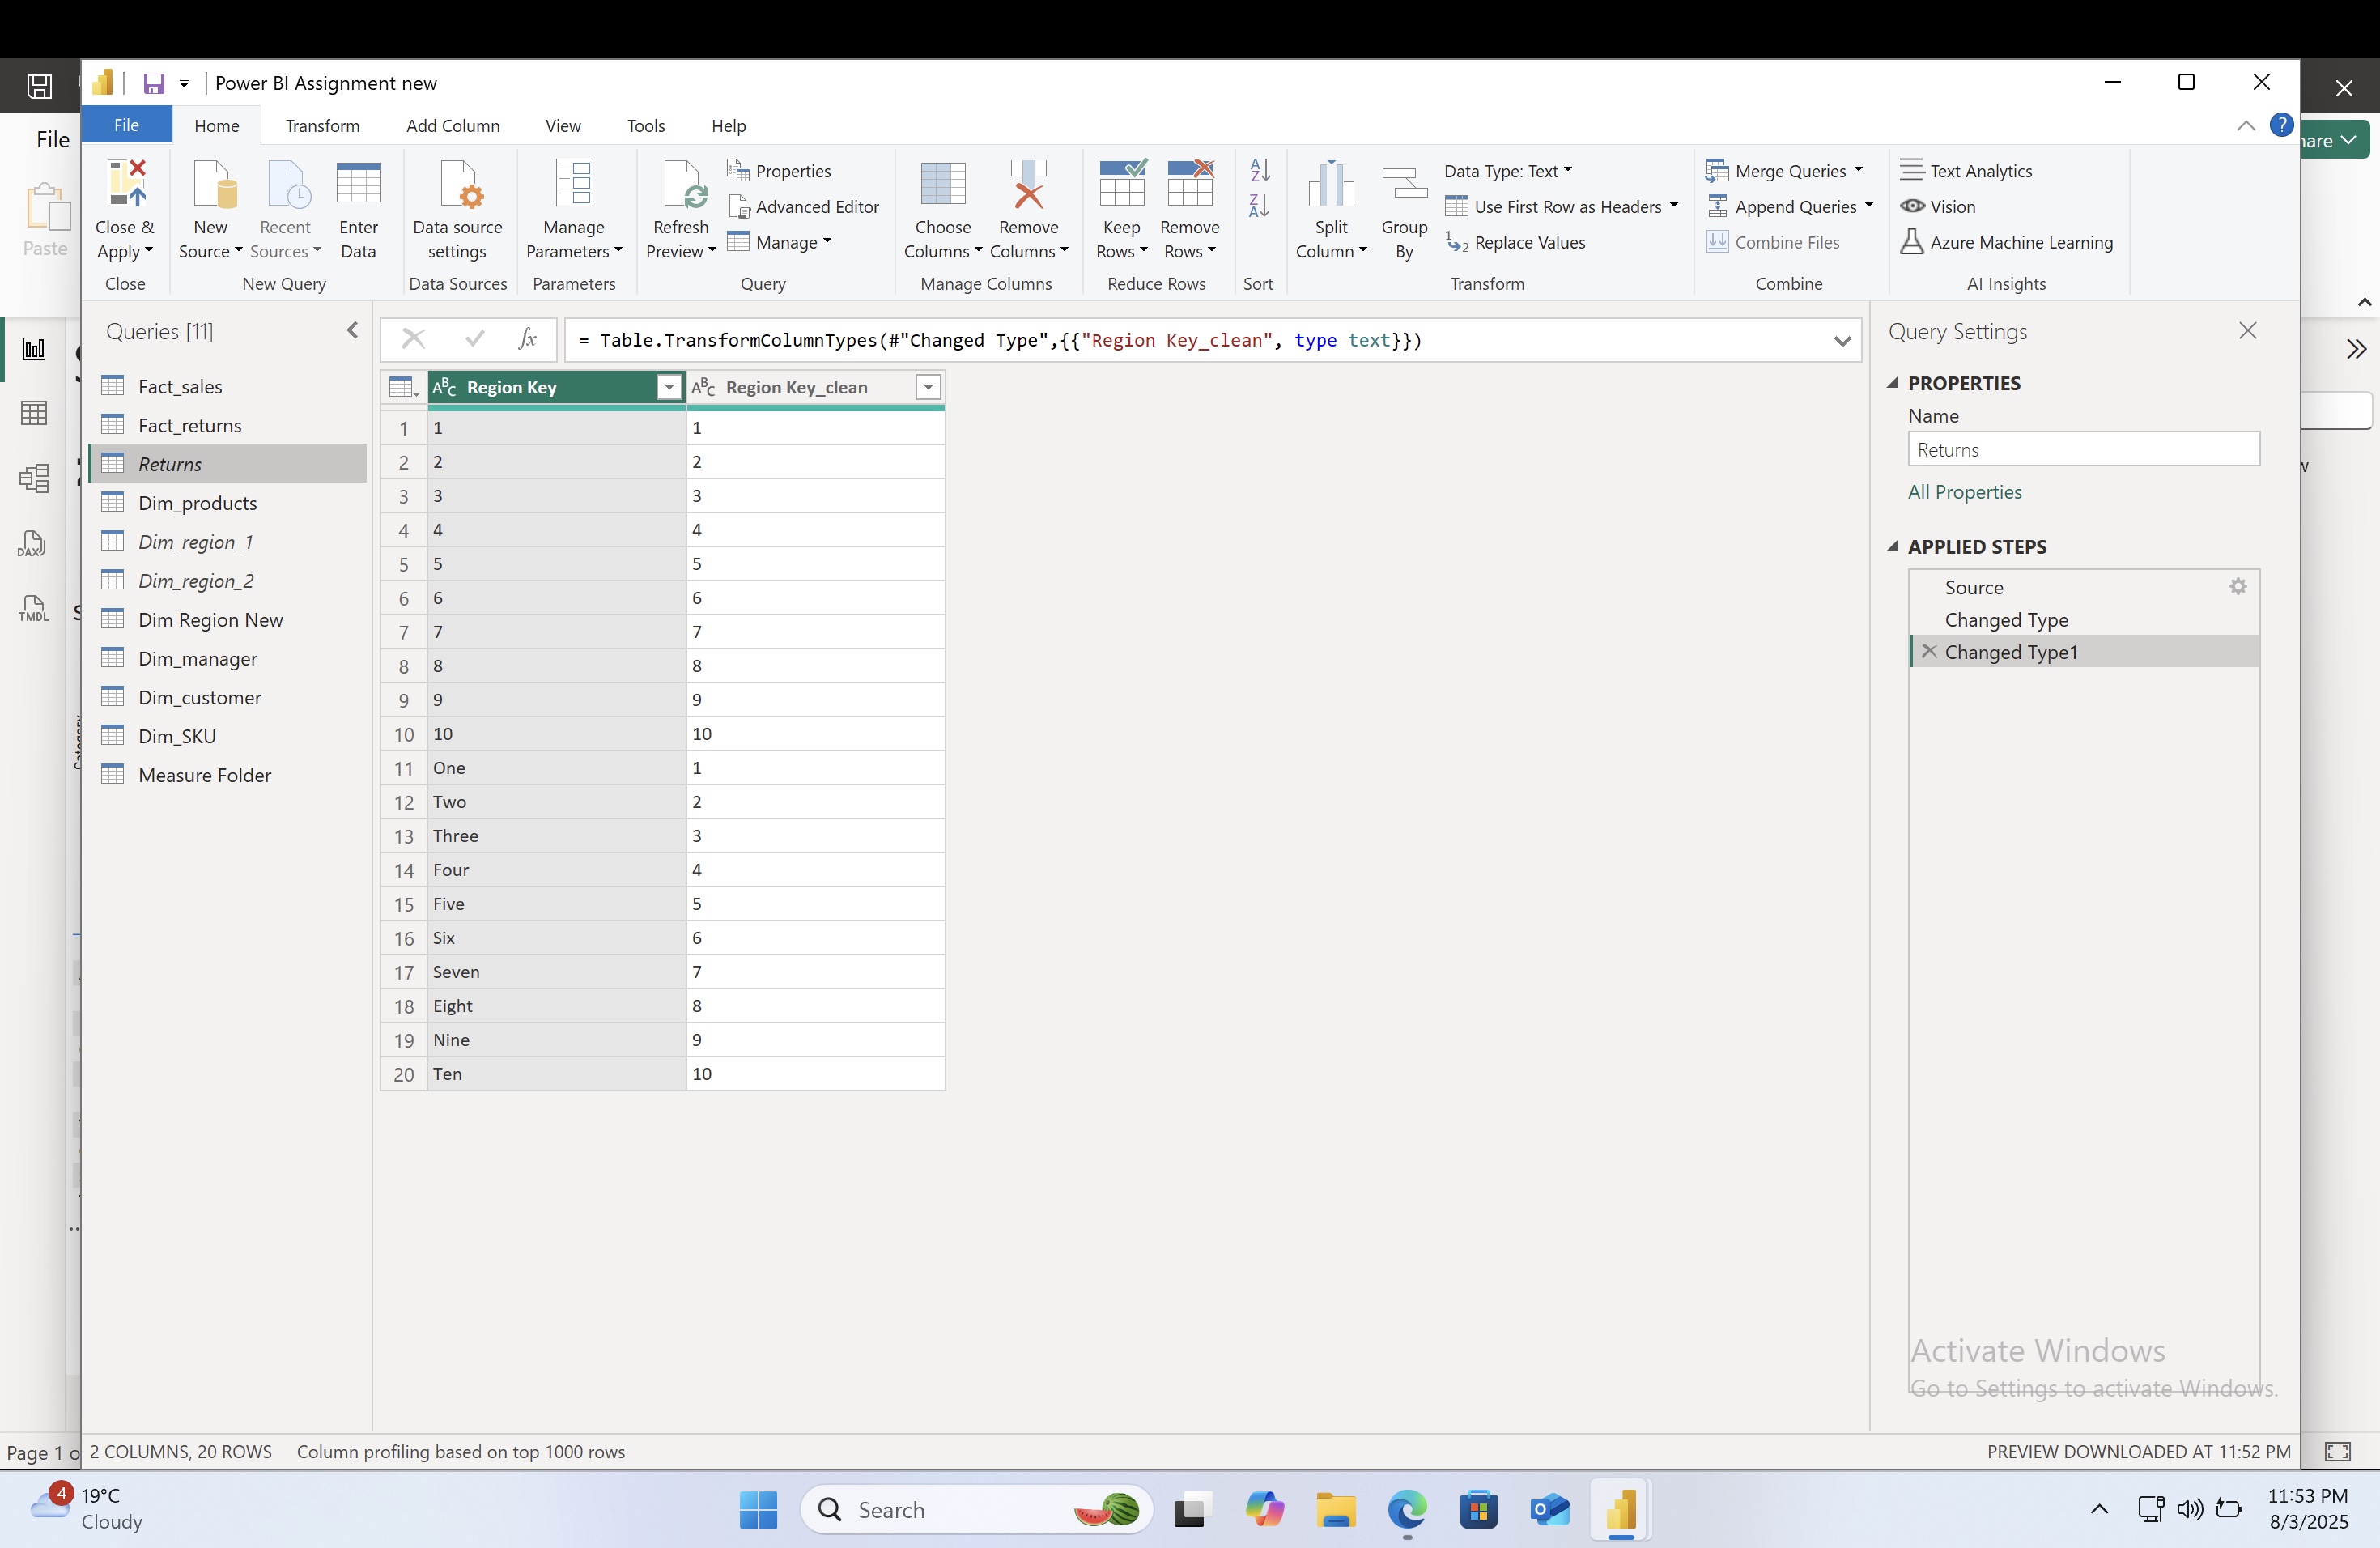 Power BI Assignment new
File
Home
Transform
Add Column
View
Tools
Help
File
hare
Paste
Close &
Apply
Close
New
Source
Recent
Sources
Enter
Data
New Query
Data source
settings
Data Sources
Manage
Parameters
Parameters
Refresh
Preview
Properties
Advanced Editor
Manage
Query
Choose
Columns
Remove
Columns
Manage Columns
Keep
Rows
Remove
Rows
Reduce Rows
Sort
Split
Column
Group
By
Data Type: Text
Use First Row as Headers
Replace Values
Transform
Merge Queries
Append Queries
Combine Files
Combine
Text Analytics
Vision
Azure Machine Learning
AI Insights
Queries [11]
Fact_sales
Fact_returns
Returns
Dim_products
Dim_region_1
Dim_region_2
Dim Region New
Dim_manager
Dim_customer
Dim_SKU
Measure Folder
DAX
TMDL
Category
fx
= Table.TransformColumnTypes(#"Changed Type",{{"Region Key_clean", type text}})
ABC Region Key ABC Region Key_clean
1 1 1
2 2 2
3 3 3
4 4 4
5 5 5
6 6 6
7 7 7
8 8 8
9 9 9
10 10 10
11 One 1
12 Two 2
13 Three 3
14 Four 4
15 Five 5
16 Six 6
17 Seven 7
18 Eight 8
19 Nine 9
20 Ten 10
Query Settings
PROPERTIES
Name
Returns
All Properties
APPLIED STEPS
Source
Changed Type
Changed Type1
Activate Windows
Go to Settings to activate Windows.
Page 1 o
2 COLUMNS, 20 ROWS
Column profiling based on top 1000 rows
PREVIEW DOWNLOADED AT 11:52 PM
4
19°C
Cloudy
Search
11:53 PM
8/3/2025